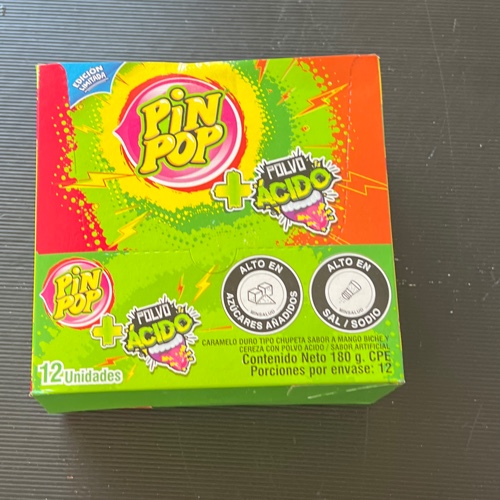 EDICIÓN
LIMITADA
PiN
POP
+ POLVO
ÁCIDO
PiN
POP
+ POLVO
ÁCIDO
ALTO EN
AZÚCARES AÑADIDOS
MINSALUD
ALTO EN
SAL / SODIO
MINSALUD
CARAMELO DURO TIPO CHUPETA SABOR A MANGO BICHE Y
CEREZA CON POLVO ÁCIDO / SABOR ARTIFICIAL
12 Unidades
Contenido Neto 180 g. CPE
Porciones por envase: 12